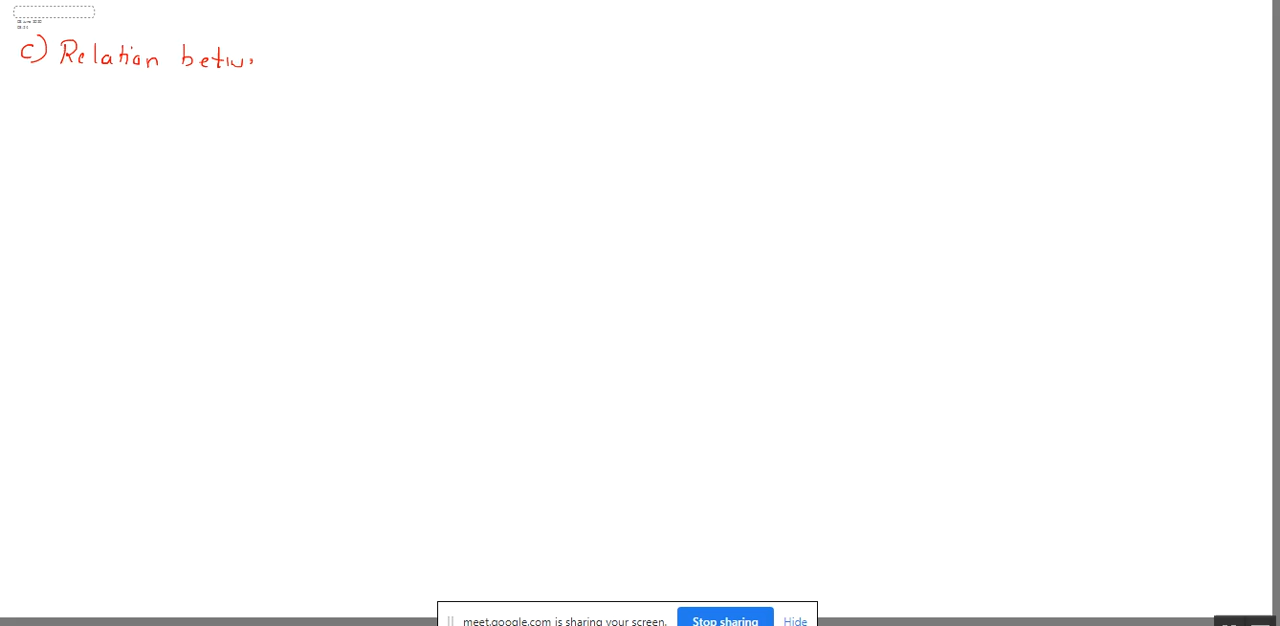 c) Relation betw
meet.google.com is sharing your screen. Stop sharing Hide